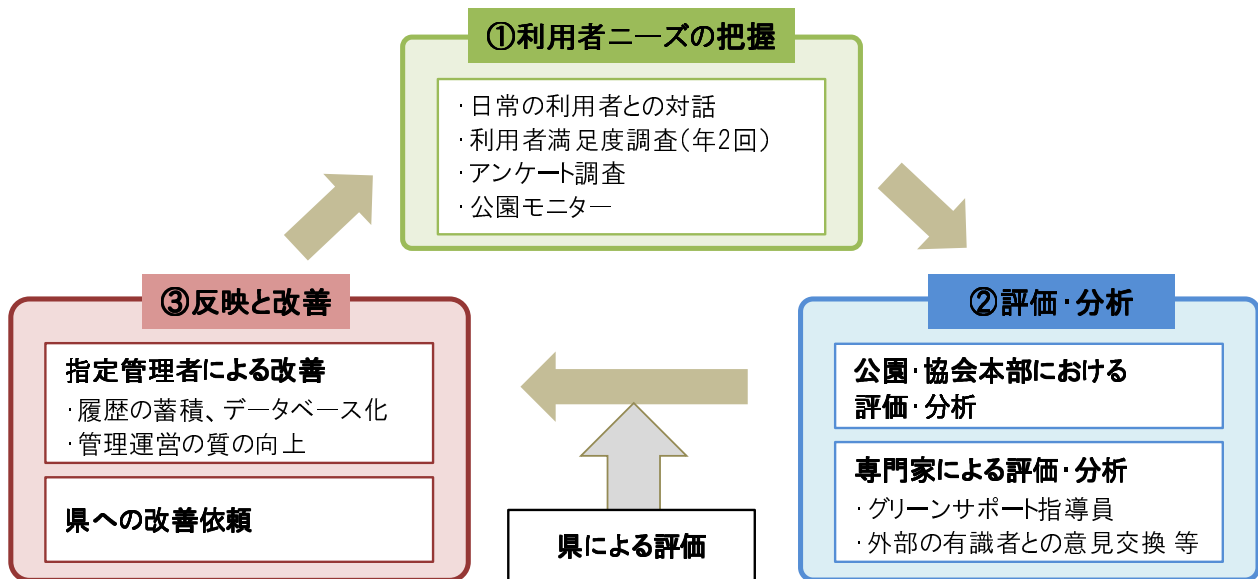 ①利用者ニーズの把握
・日常の利用者との対話
・利用者満足度調査(年2回)
・アンケート調査
・公園モニター
②評価・分析
公園・協会本部における
評価・分析
専門家による評価・分析
・グリーンサポート指導員
・外部の有識者との意見交換 等
③反映と改善
指定管理者による改善
・履歴の蓄積、データベース化
・管理運営の質の向上
県への改善依頼
県による評価